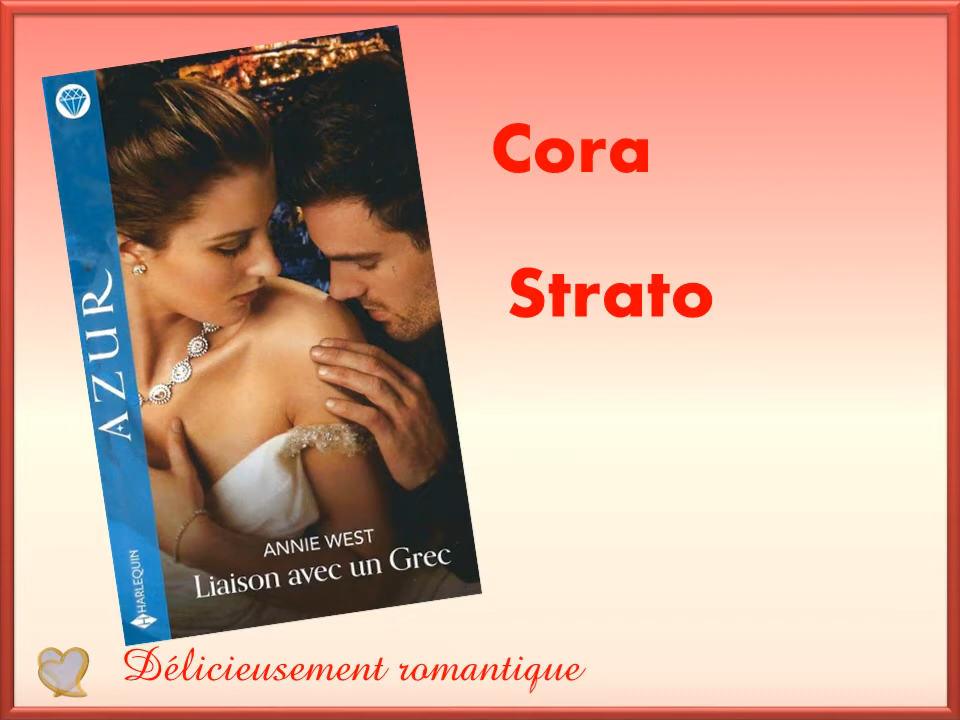 Cora
Strato
AZUR
HARLEQUIN
ANNIE WEST
Liaison avec un Grec
Délicieusement romantique